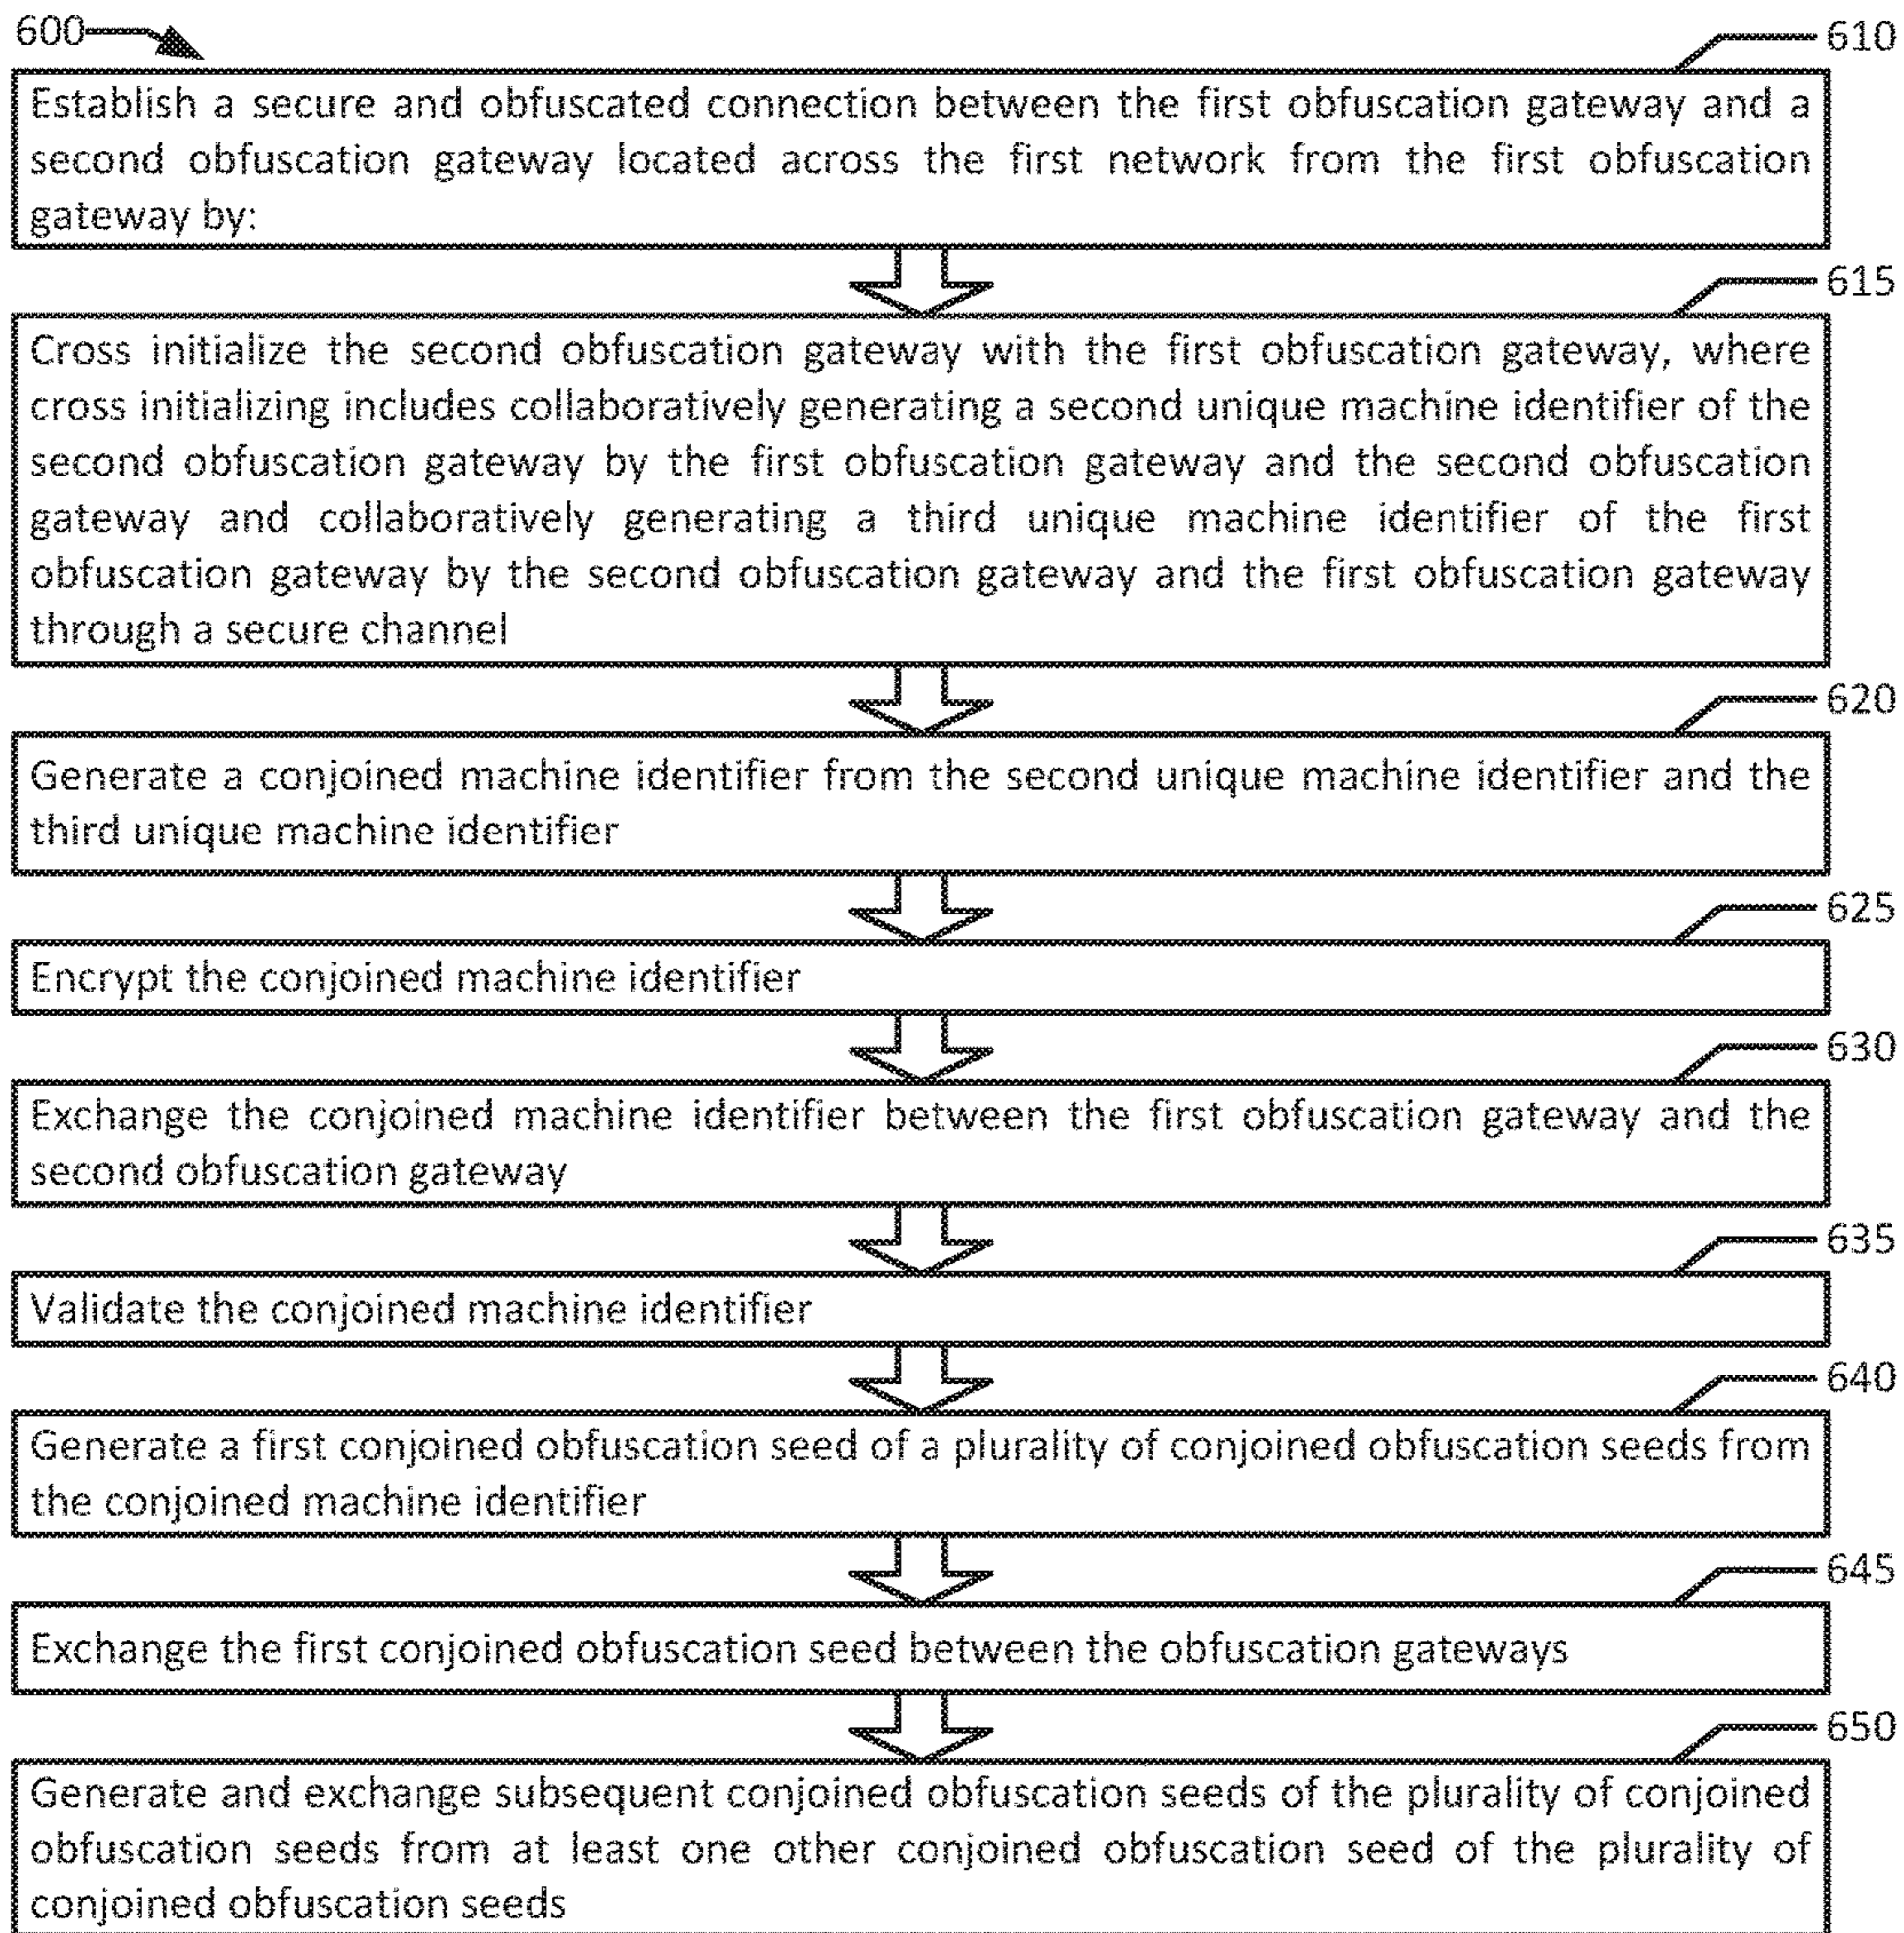 600
610
Establish a secure and obfuscated connection between the first obfuscation gateway and a
second obfuscation gateway located across the first network from the first obfuscation
gateway by:
615
Cross initialize the second obfuscation gateway with the first obfuscation gateway, where
cross initializing includes collaboratively generating a second unique machine identifier of the
second obfuscation gateway by the first obfuscation gateway and the second obfuscation
gateway and collaboratively generating a third unique machine identifier of the first
obfuscation gateway by the second obfuscation gateway and the first obfuscation gateway
through a secure channel
620
Generate a conjoined machine identifier from the second unique machine identifier and the
third unique machine identifier
625
Encrypt the conjoined machine identifier
630
Exchange the conjoined machine identifier between the first obfuscation gateway and the
second obfuscation gateway
635
Validate the conjoined machine identifier
640
Generate a first conjoined obfuscation seed of a plurality of conjoined obfuscation seeds from
the conjoined machine identifier
645
Exchange the first conjoined obfuscation seed between the obfuscation gateways
650
Generate and exchange subsequent conjoined obfuscation seeds of the plurality of conjoined
obfuscation seeds from at least one other conjoined obfuscation seed of the plurality of
conjoined obfuscation seeds